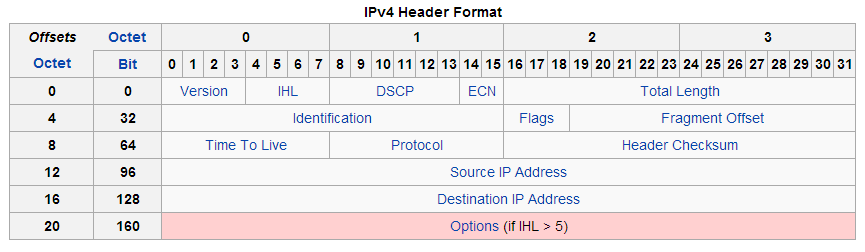 IPv4 Header Format
Offsets Octet 0 1 2 3
Octet Bit 0 1 2 3 4 5 6 7 8 9 10 11 12 13 14 15 16 17 18 19 20 21 22 23 24 25 26 27 28 29 30 31
0 0 Version IHL DSCP ECN Total Length
4 32 Identification Flags Fragment Offset
8 64 Time To Live Protocol Header Checksum
12 96 Source IP Address
16 128 Destination IP Address
20 160 Options (if IHL > 5)